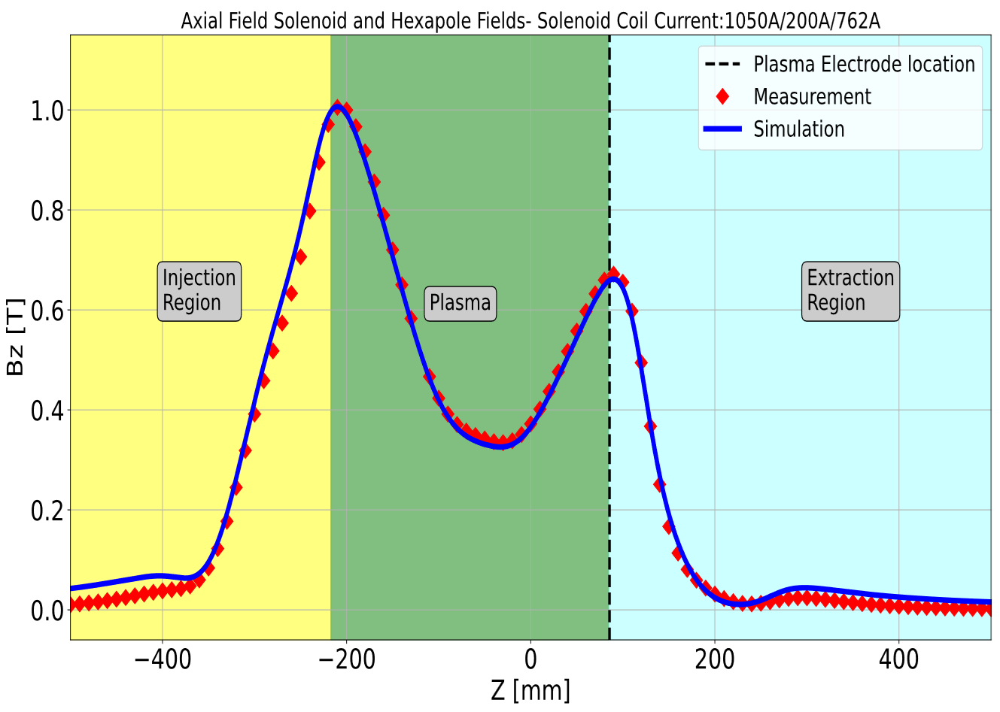 Axial Field Solenoid and Hexapole Fields- Solenoid Coil Current:1050A/200A/762A
Plasma Electrode location
Measurement
Simulation
Injection
Region
Plasma
Extraction
Region
Bz [T]
1.0
0.8
0.6
0.4
0.2
0.0
−400
−200
0
200
400
Z [mm]